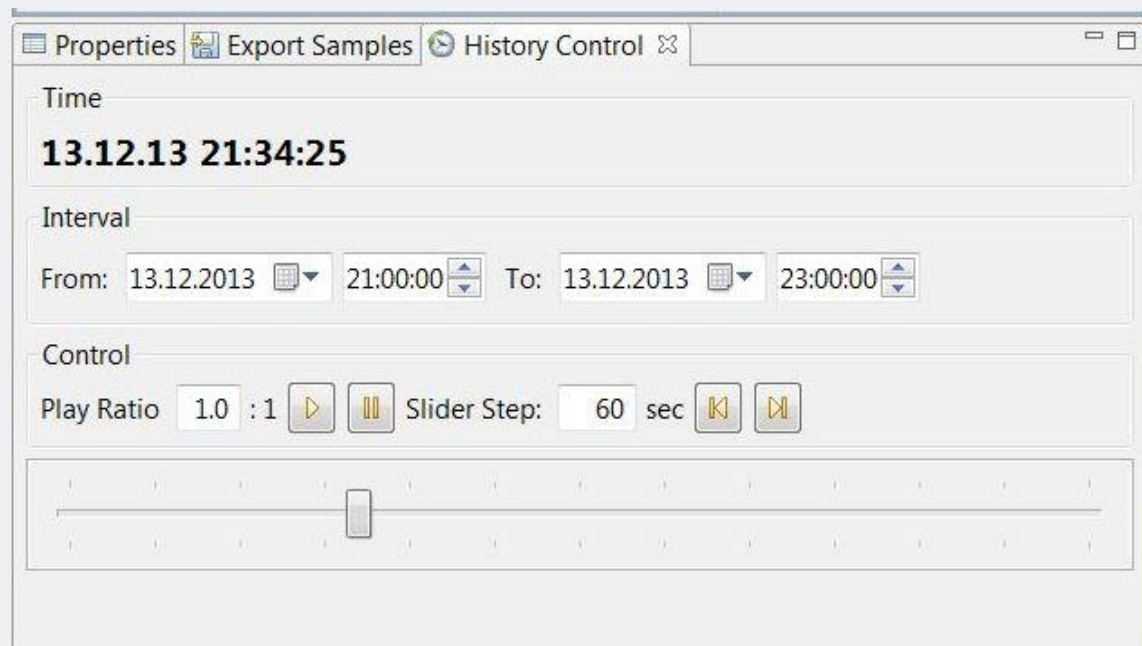 Properties Export Samples History Control
Time
13.12.13 21:34:25
Interval
From: 13.12.2013 21:00:00 To: 13.12.2013 23:00:00
Control
Play Ratio 1.0 : 1 Slider Step: 60 sec